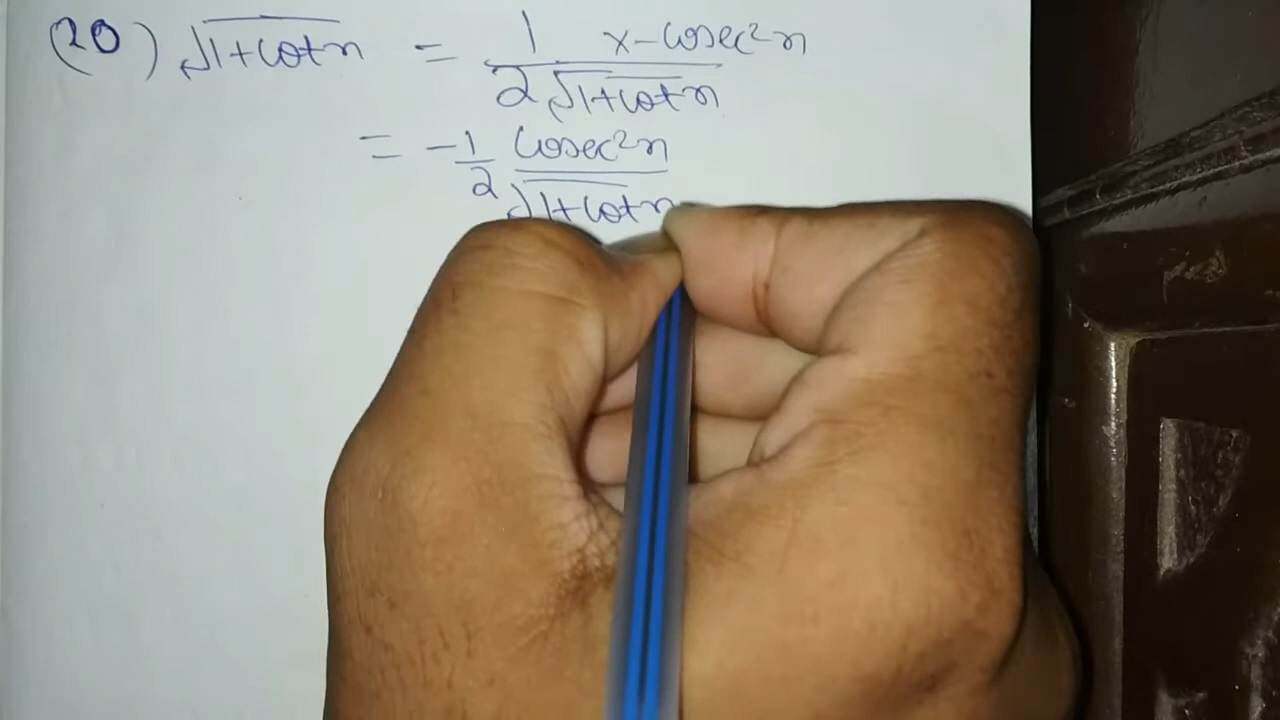 (20) √1+cotx = 1/2√1+cotx x-cosec²x
= -1/2 cosec²x/√1+cotx